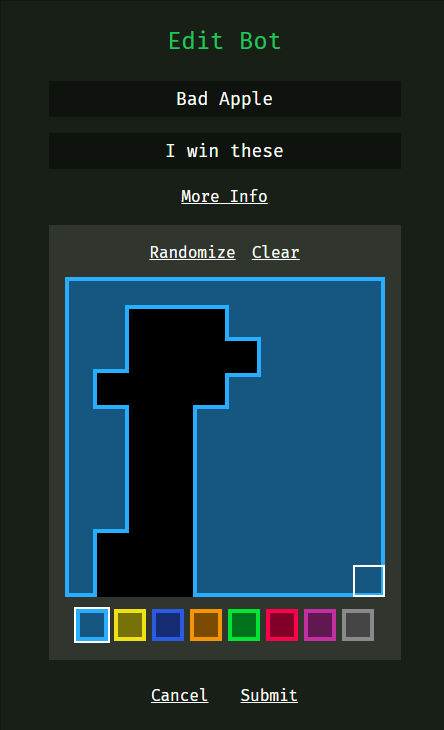 Edit Bot
Bad Apple
I win these
More Info
Randomize Clear
Cancel Submit